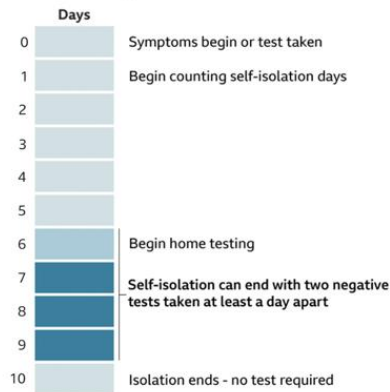 Days
0 Symptoms begin or test taken
1 Begin counting self-isolation days
2
3
4
5
6 Begin home testing
7 Self-isolation can end with two negative
8 tests taken at least a day apart
9
10 Isolation ends - no test required